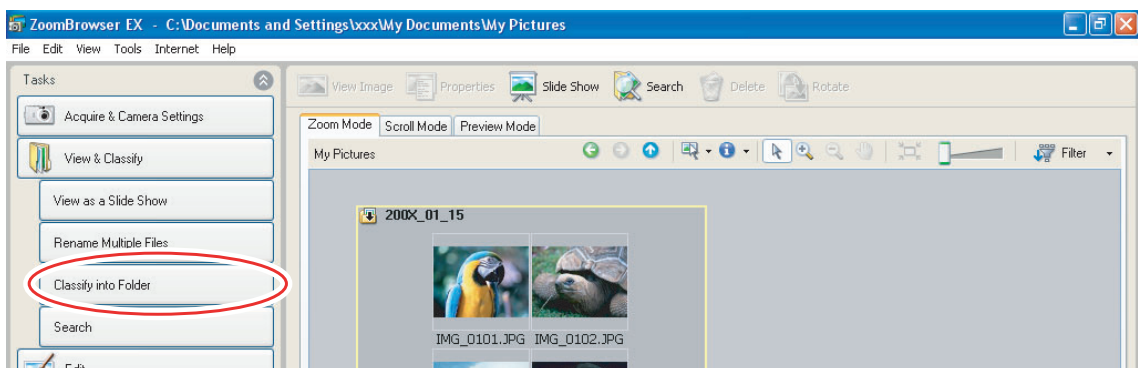 ZoomBrowser EX - C:\Documents and Settings\xxx\My Documents\My Pictures
File Edit View Tools Internet Help
Tasks
View Image Properties Slide Show Search Delete Rotate
Acquire & Camera Settings
Zoom Mode Scroll Mode Preview Mode
View & Classify
My Pictures Filter
View as a Slide Show
200X_01_15
Rename Multiple Files
Classify into Folder
Search
IMG_0101.JPG IMG_0102.JPG
Edit